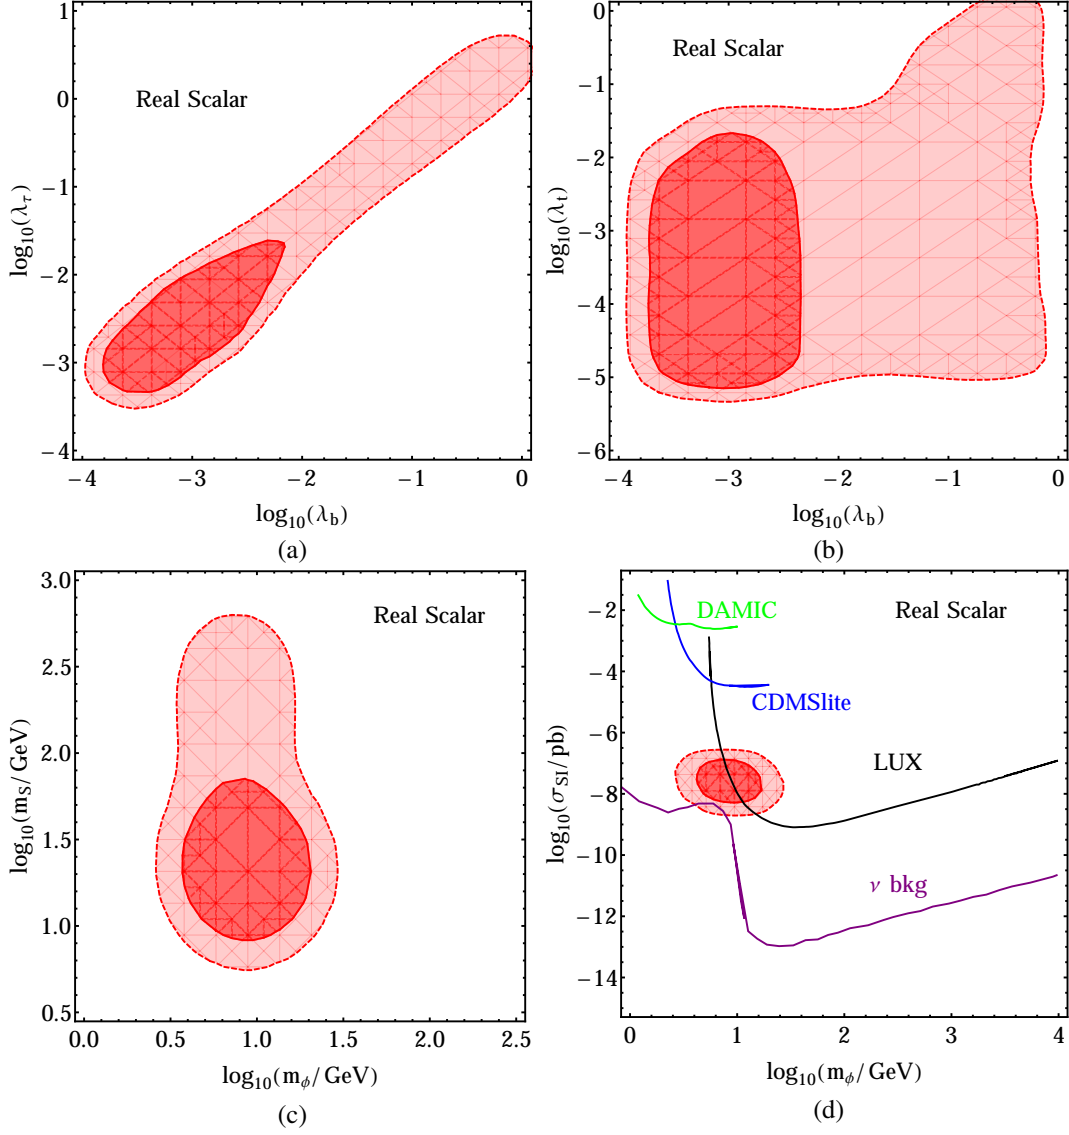 Real Scalar
1
0
−1
−2
−3
−4
log10(λτ)
−4 −3 −2 −1 0
log10(λb)
(a)
Real Scalar
0
−1
−2
−3
−4
−5
−6
log10(λt)
−4 −3 −2 −1 0
log10(λb)
(b)
Real Scalar
3.0
2.5
2.0
1.5
1.0
0.5
log10(mS/GeV)
0.0 0.5 1.0 1.5 2.0 2.5
log10(mϕ/GeV)
(c)
Real Scalar
DAMIC
CDMSlite
LUX
ν bkg
−2
−4
−6
−8
−10
−12
−14
log10(σSI/pb)
0 1 2 3 4
log10(mϕ/GeV)
(d)